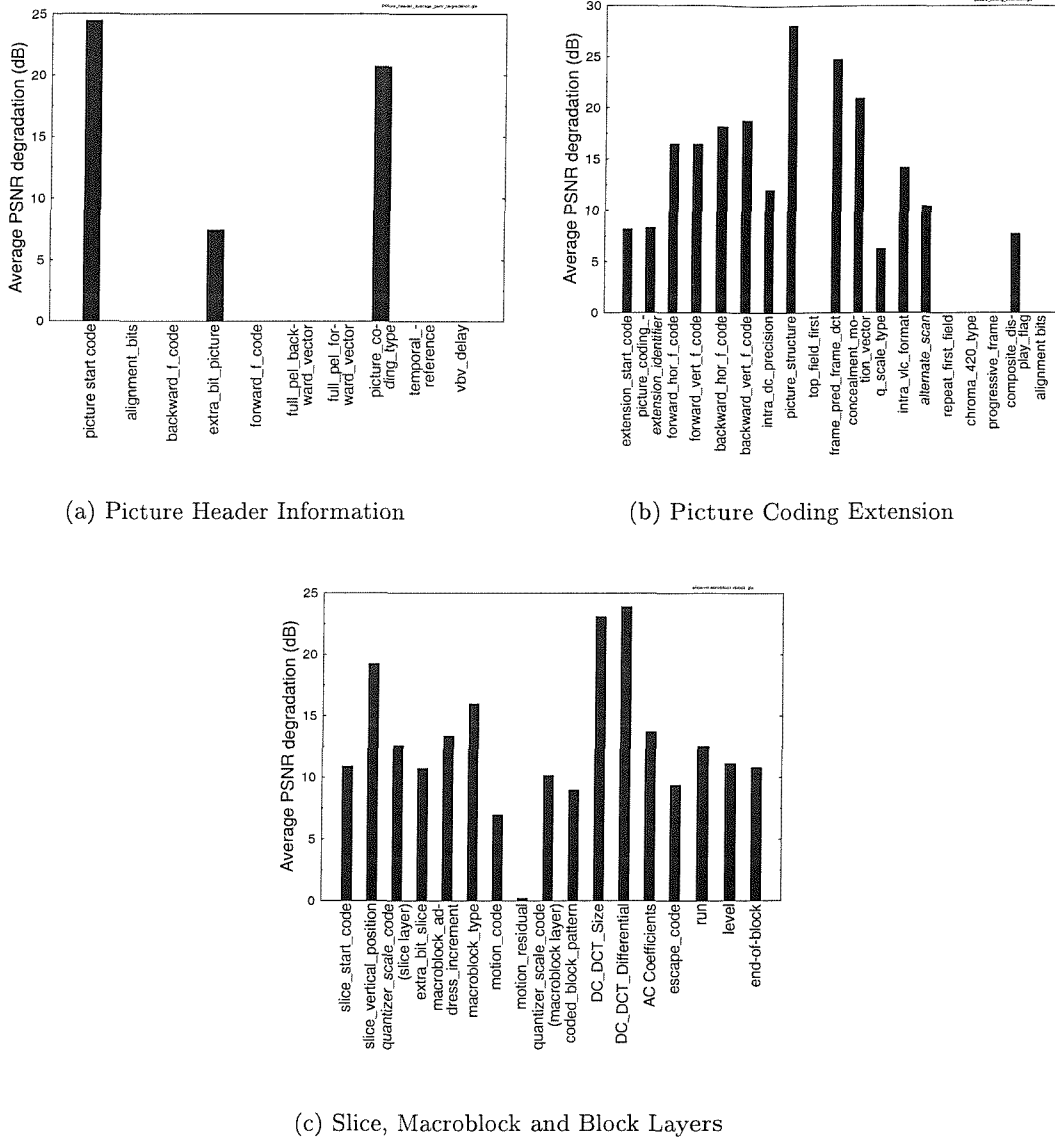 25
20
15
10
5
0
Average PSNR degradation (dB)
picture start code
alignment_bits
backward_f_code
extra_bit_picture
forward_f_code
full_pel_back-
ward_vector
full_pel_for-
ward_vector
picture_co-
ding_type
temporal_-
reference
vbv_delay
(a) Picture Header Information
30
25
20
15
10
5
0
Average PSNR degradation (dB)
extension_start_code
picture_coding_-
extension_identifier
forward_hor_f_code
forward_vert_f_code
backward_hor_f_code
backward_vert_f_code
intra_dc_precision
picture_structure
top_field_first
frame_pred_frame_dct
concealment_mo-
tion_vector
q_scale_type
intra_vlc_format
alternate_scan
repeat_first_field
chroma_420_type
progressive_frame
composite_dis-
play_flag
alignment bits
(b) Picture Coding Extension
25
20
15
10
5
0
Average PSNR degradation (dB)
slice_start_code
slice_vertical_position
quantizer_scale_code
(slice layer)
extra_bit_slice
macroblock_ad-
dress_increment
macroblock_type
motion_code
motion_residual
quantizer_scale_code
(macroblock layer)
coded_block_pattern
DC_DCT_Size
DC_DCT_Differential
AC Coefficients
escape_code
run
level
end-of-block
(c) Slice, Macroblock and Block Layers